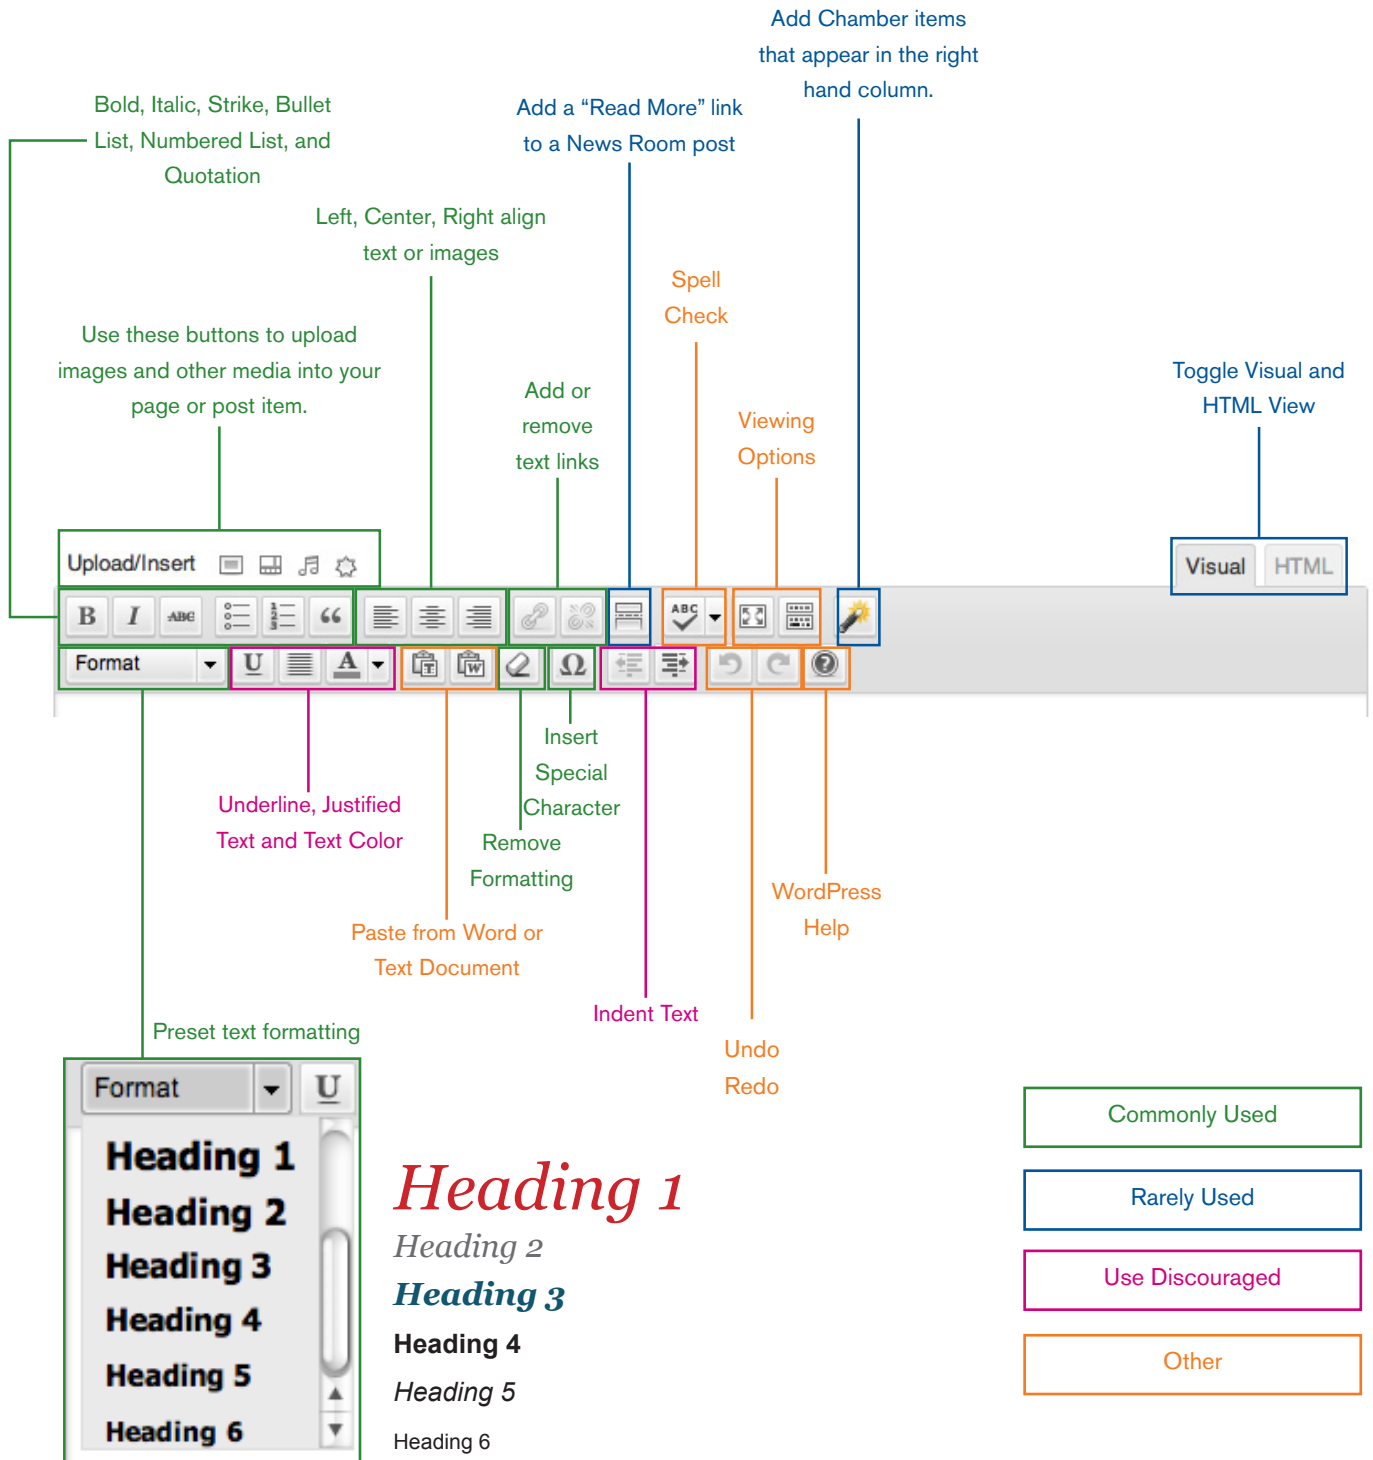 Add Chamber items
that appear in the right
hand column.
Bold, Italic, Strike, Bullet
List, Numbered List, and
Quotation
Add a “Read More” link
to a News Room post
Left, Center, Right align
text or images
Spell
Check
Use these buttons to upload
images and other media into your
page or post item.
Add or
remove
text links
Viewing
Options
Toggle Visual and
HTML View
Upload/Insert
Visual HTML
B I ABC 1 2 3 “ ABC
Format U A T W Ω ?
Insert
Special
Character
Underline, Justified
Text and Text Color
Remove
Formatting
WordPress
Help
Paste from Word or
Text Document
Indent Text
Preset text formatting
Undo
Redo
Format U
Heading 1
Heading 2
Heading 3
Heading 4
Heading 5
Heading 6
Heading 1
Heading 2
Heading 3
Heading 4
Heading 5
Heading 6
Commonly Used
Rarely Used
Use Discouraged
Other